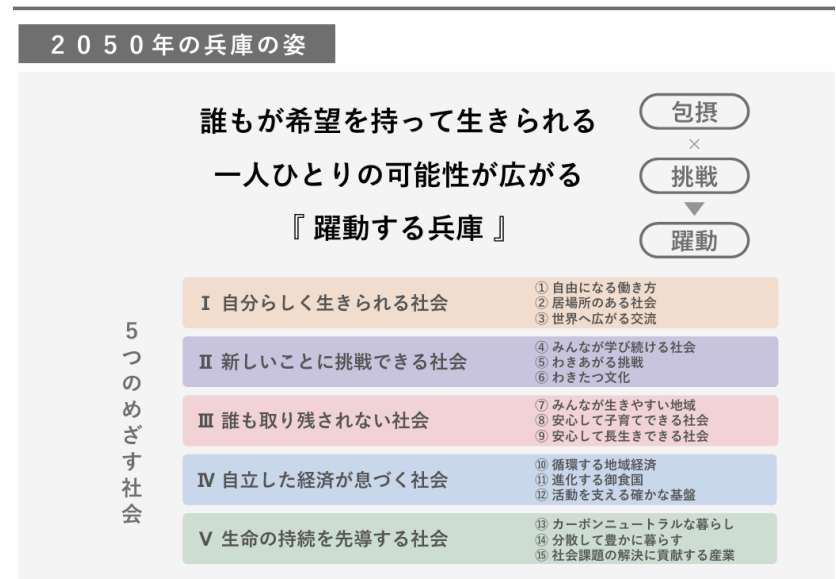 ２０５０年の兵庫の姿
誰もが希望を持って生きられる
一人ひとりの可能性が広がる
『 躍動する兵庫 』
包摂
×
挑戦
▼
躍動
5つのめざす社会
Ⅰ 自分らしく生きられる社会
① 自由になる働き方
② 居場所のある社会
③ 世界へ広がる交流
Ⅱ 新しいことに挑戦できる社会
④ みんなが学び続ける社会
⑤ わきあがる挑戦
⑥ わきたつ文化
Ⅲ 誰も取り残されない社会
⑦ みんなが生きやすい地域
⑧ 安心して子育てできる社会
⑨ 安心して長生きできる社会
Ⅳ 自立した経済が息づく社会
⑩ 循環する地域経済
⑪ 進化する御食国
⑫ 活動を支える確かな基盤
Ⅴ 生命の持続を先導する社会
⑬ カーボンニュートラルな暮らし
⑭ 分散して豊かに暮らす
⑮ 社会課題の解決に貢献する産業